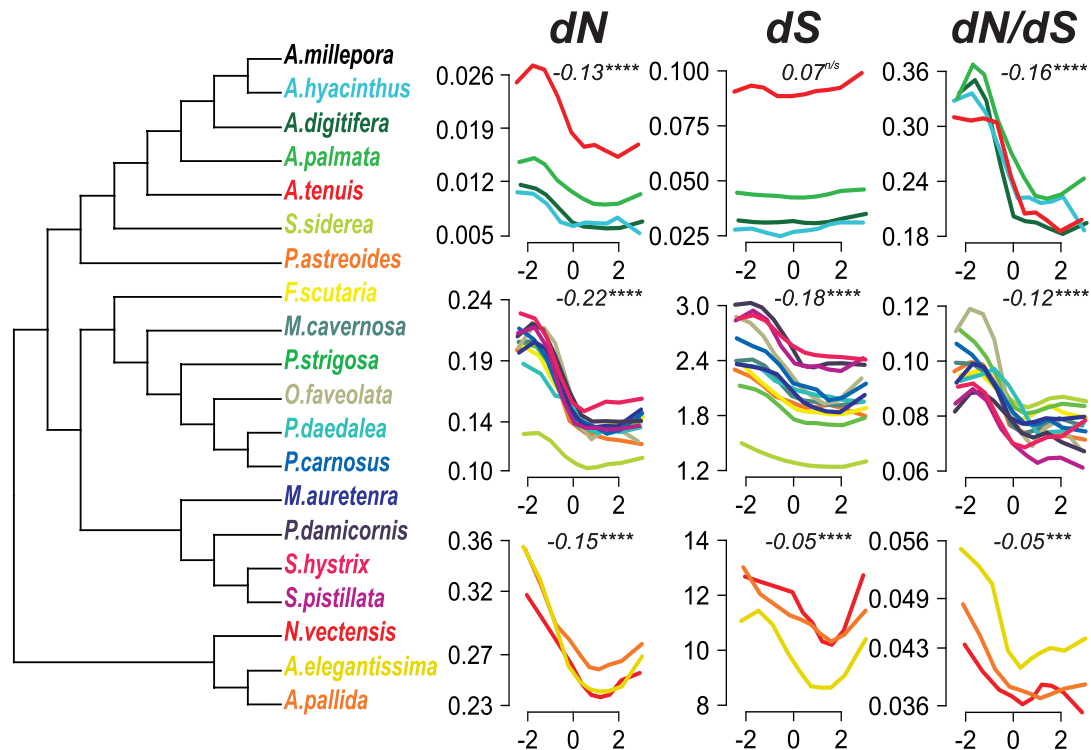 dN dS dN/dS
A.millepora
A.hyacinthus
A.digitifera
A.palmata
A.tenuis
S.siderea
P.astreoides
F.scutaria
M.cavernosa
P.strigosa
O.faveolata
P.daedalea
P.carnosus
M.auretenra
P.damicornis
S.hystrix
S.pistillata
N.vectensis
A.elegantissima
A.pallida
-0.13****
0.026
0.019
0.012
0.005
-2 0 2
0.07n/s
0.100
0.075
0.050
0.025
-2 0 2
-0.16****
0.36
0.30
0.24
0.18
-2 0 2
-0.22****
0.24
0.19
0.14
0.10
-2 0 2
-0.18****
3.0
2.4
1.8
1.2
-2 0 2
-0.12****
0.12
0.10
0.08
0.06
-2 0 2
-0.15****
0.36
0.32
0.27
0.23
-2 0 2
-0.05****
14
12
10
8
-2 0 2
-0.05***
0.056
0.049
0.043
0.036
-2 0 2